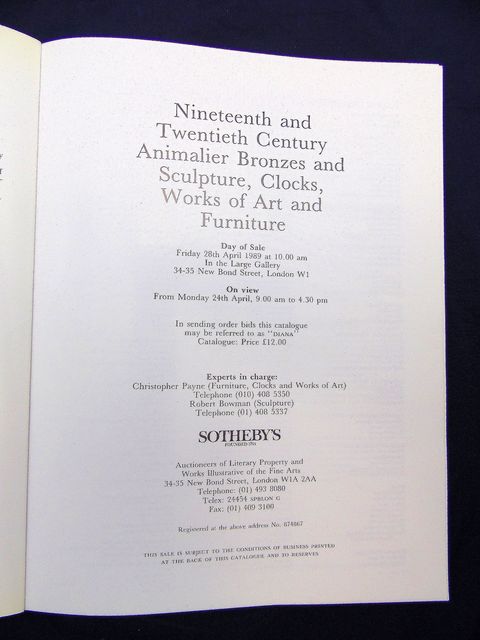 Nineteenth and
Twentieth Century
Animalier Bronzes and
Sculpture, Clocks,
Works of Art and
Furniture
Day of Sale
Friday 28th April 1989 at 10.00 am
In the Large Gallery
34-35 New Bond Street, London W1
On view
From Monday 24th April, 9.00 am to 4.30 pm
In sending order bids this catalogue
may be referred to as "DIANA"
Catalogue: Price £12.00
Experts in charge:
Christopher Payne (Furniture, Clocks and Works of Art)
Telephone (010) 408 5350
Robert Bowman (Sculpture)
Telephone (01) 408 5337
SOTHEBY'S
FOUNDED 1744
Auctioneers of Literary Property and
Works Illustrative of the Fine Arts
34-35 New Bond Street, London W1A 2AA
Telephone: (01) 493 8080
Telex: 24454 SPBLON G
Fax: (01) 409 3100
Registered at the above address No. 874867
THIS SALE IS SUBJECT TO THE CONDITIONS OF BUSINESS PRINTED
AT THE BACK OF THIS CATALOGUE AND TO RESERVES